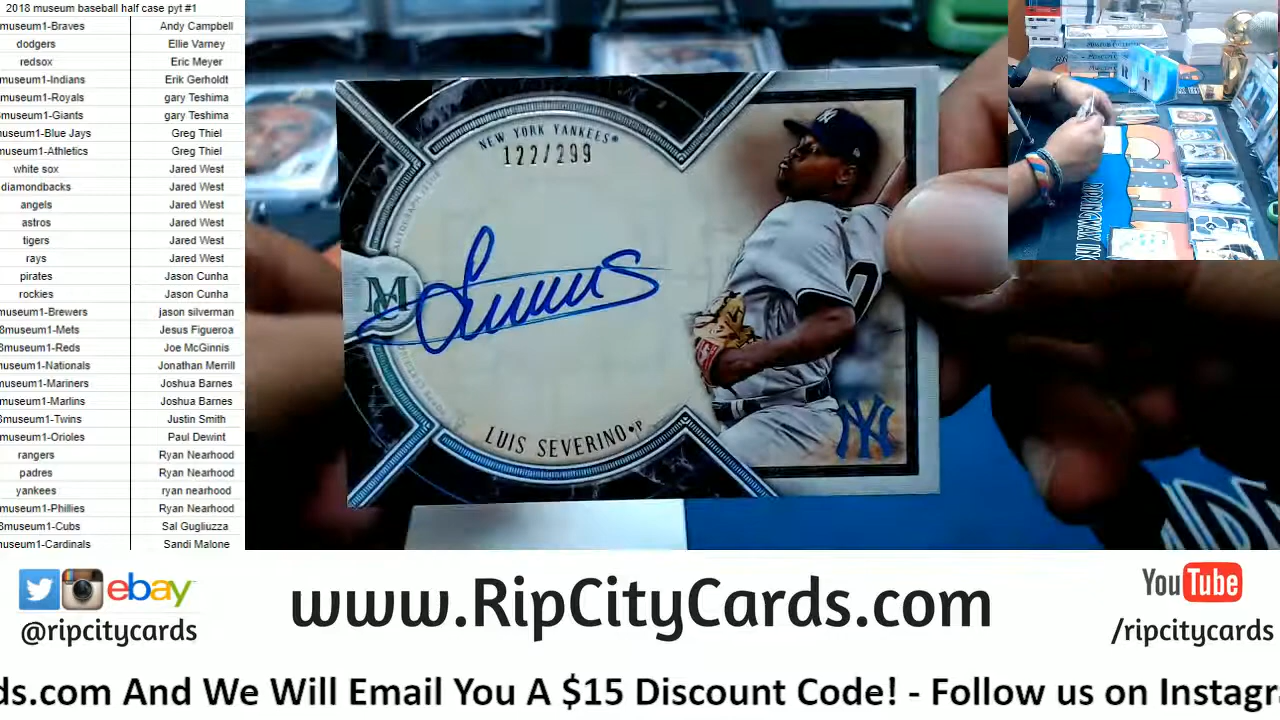 2018 museum baseball half case pyt #1
museum1-Braves Andy Campbell
dodgers Ellie Varney
redsox Eric Meyer
museum1-Indians Erik Gerholdt
museum1-Royals gary Teshima
museum1-Giants gary Teshima
museum1-Blue Jays Greg Thiel
museum1-Athletics Greg Thiel
white sox Jared West
diamondbacks Jared West
angels Jared West
astros Jared West
tigers Jared West
rays Jared West
pirates Jason Cunha
rockies Jason Cunha
museum1-Brewers jason silverman
8museum1-Mets Jesus Figueroa
8museum1-Reds Joe McGinnis
museum1-Nationals Jonathan Merrill
museum1-Mariners Joshua Barnes
museum1-Marlins Joshua Barnes
8museum1-Twins Justin Smith
museum1-Orioles Paul Dewint
rangers Ryan Nearhood
padres Ryan Nearhood
yankees ryan nearhood
museum1-Phillies Ryan Nearhood
8museum1-Cubs Sal Gugliuzza
museum1-Cardinals Sandi Malone
NEW YORK YANKEES®
122/299
M
LUIS SEVERINO•P
NY
ebay
@ripcitycards
www.RipCityCards.com
YouTube
/ripcitycards
ds.com And We Will Email You A $15 Discount Code! - Follow us on Instagr